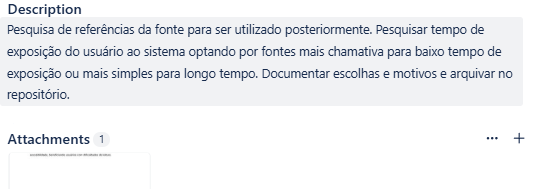 Description
Pesquisa de referências da fonte para ser utilizado posteriormente. Pesquisar tempo de
exposição do usuário ao sistema optando por fontes mais chamativa para baixo tempo de
exposição ou mais simples para longo tempo. Documentar escolhas e motivos e arquivar no
repositório.
Attachments 1